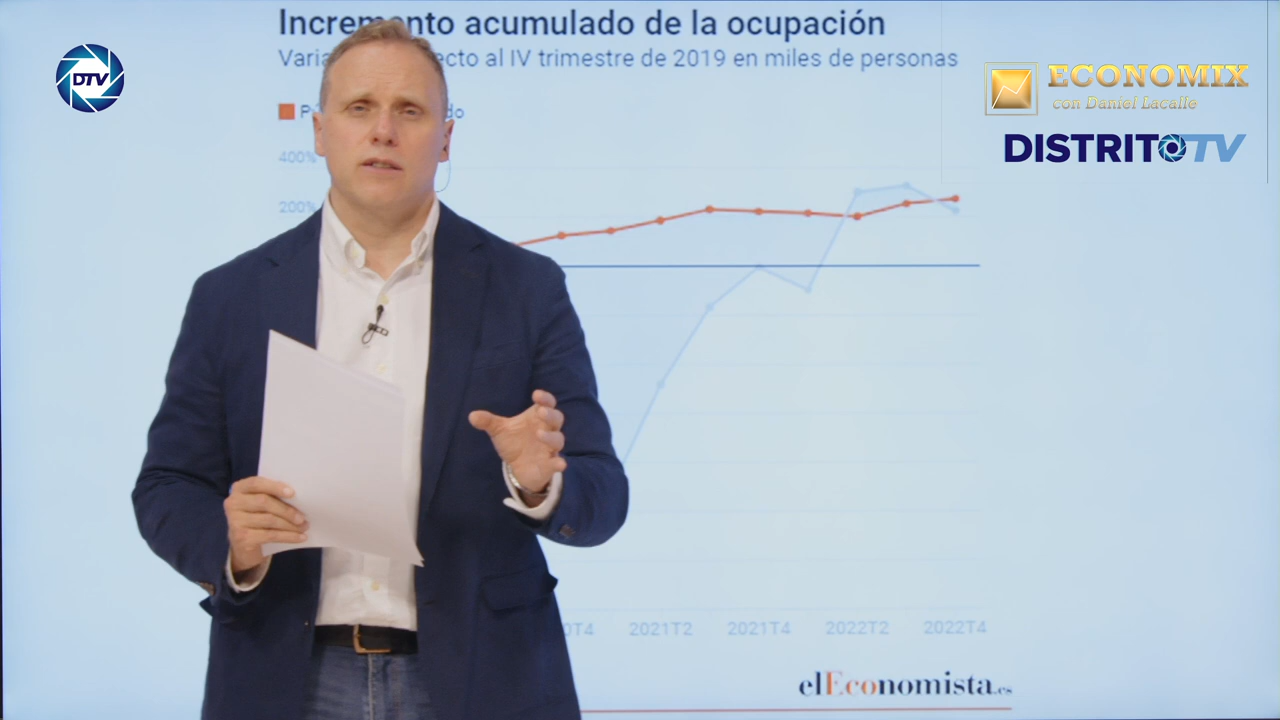 Incremento acumulado de la ocupación
al IV trimestre de 2019 en miles de personas
DTV
ECONOMIX
con Daniel Lacalle
DISTRITOTV
400%
200%
2021T2
2021T4
2022T2
2022T4
elEconomista.es